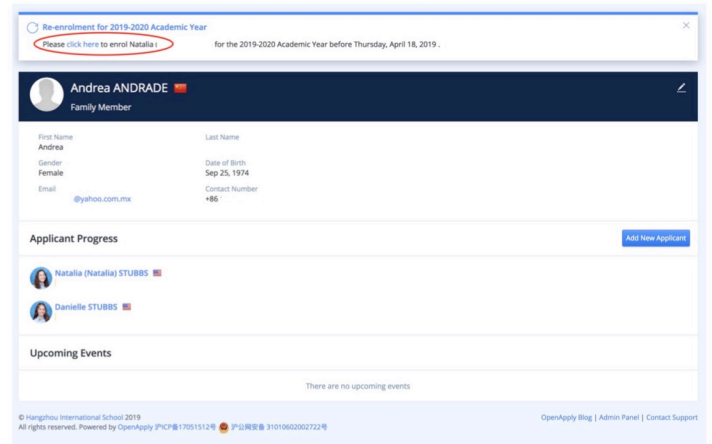 Re-enrolment for 2019-2020 Academic Year
Please click here to enrol Natalia for the 2019-2020 Academic Year before Thursday, April 18, 2019 .
Andrea ANDRADE
Family Member
First Name
Last Name
Andrea
Gender
Date of Birth
Female
Sep 25, 1974
Email
Contact Number
@yahoo.com.mx
+86
Applicant Progress
Add New Applicant
Natalia (Natalia) STUBBS
Danielle STUBBS
Upcoming Events
There are no upcoming events
© Hangzhou International School 2019
OpenApply Blog | Admin Panel | Contact Support
All rights reserved. Powered by OpenApply 沪ICP备17051512号 沪公网安备 31010602002722号